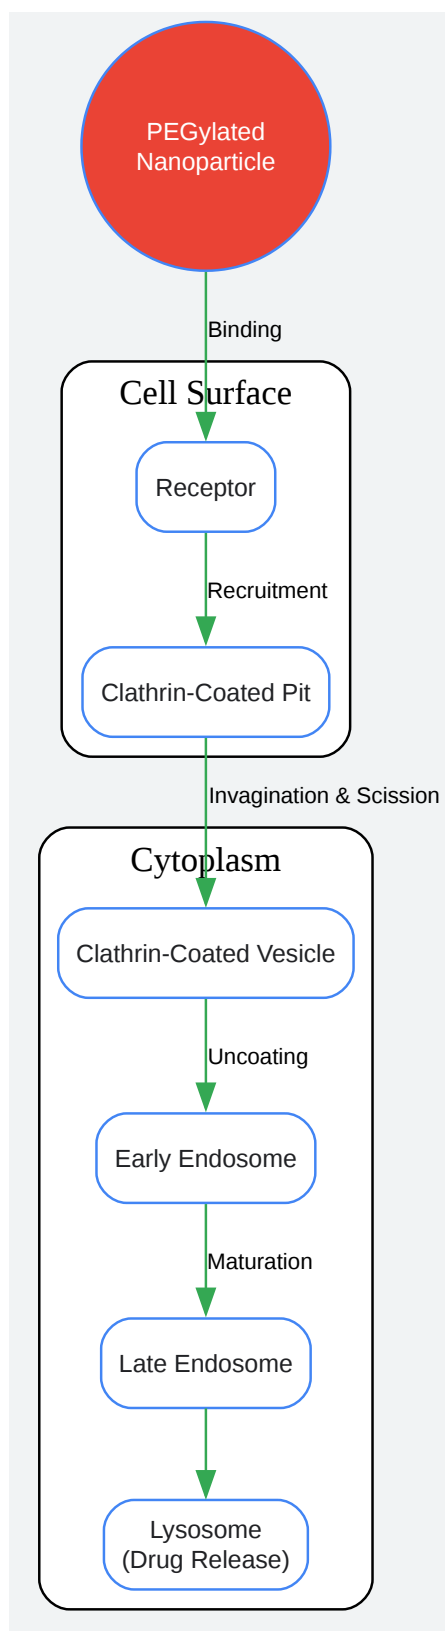 PEGylated
Nanoparticle
Binding
Cell Surface
Receptor
Recruitment
Clathrin-Coated Pit
Invagination & Scission
Cytoplasm
Clathrin-Coated Vesicle
Uncoating
Early Endosome
Maturation
Late Endosome
Lysosome
(Drug Release)